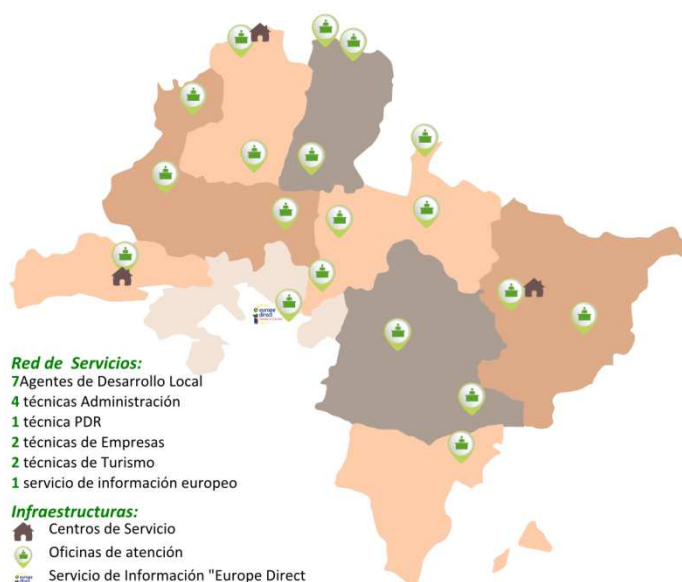 europe
direct
Red de Servicios:
7Agentes de Desarrollo Local
4 técnicas Administración
1 técnica PDR
2 técnicas de Empresas
2 técnicas de Turismo
1 servicio de información europeo
Infraestructuras:
Centros de Servicio
Oficinas de atención
Servicio de Información "Europe Direct